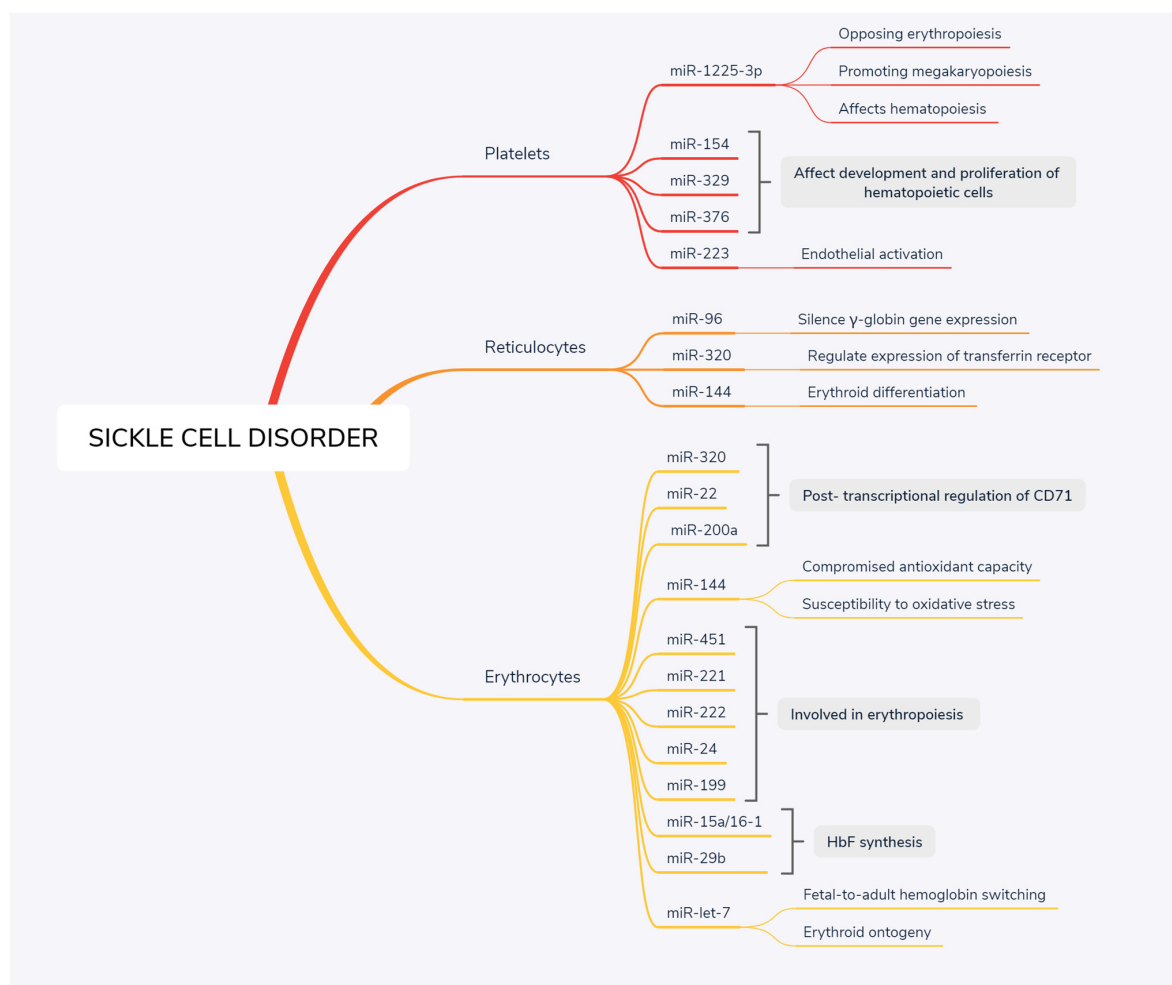 SICKLE CELL DISORDER
Platelets
miR-1225-3p
Opposing erythropoiesis
Promoting megakaryopoiesis
Affects hematopoiesis
miR-154
miR-329
miR-376
Affect development and proliferation of
hematopoietic cells
miR-223
Endothelial activation
Reticulocytes
miR-96
Silence γ-globin gene expression
miR-320
Regulate expression of transferrin receptor
miR-144
Erythroid differentiation
Erythrocytes
miR-320
miR-22
miR-200a
Post- transcriptional regulation of CD71
miR-144
Compromised antioxidant capacity
Susceptibility to oxidative stress
miR-451
miR-221
miR-222
miR-24
miR-199
Involved in erythropoiesis
miR-15a/16-1
miR-29b
HbF synthesis
miR-let-7
Fetal-to-adult hemoglobin switching
Erythroid ontogeny